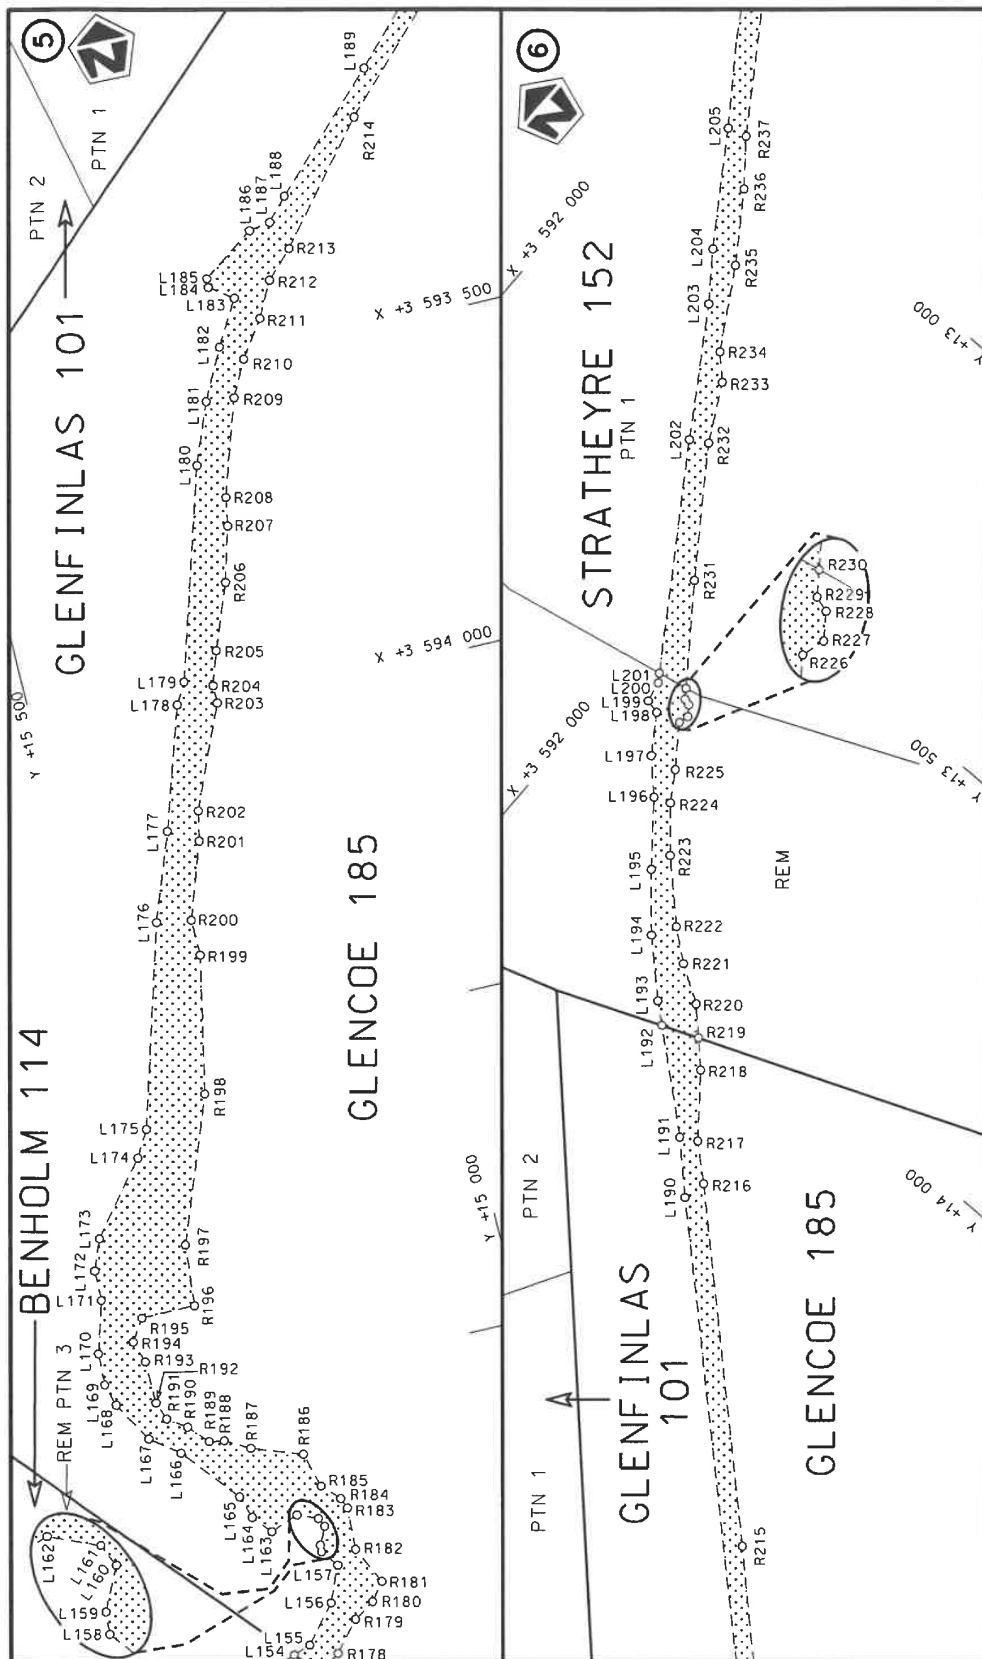 5
N
PTN 2
PTN 1
GLENFINLAS 101
Y +15 500
X +3 593 500
X +3 594 000
L189
R214
L188
L187
L186
R213
L185
L184
L183
R212
R211
L182
R210
L181
R209
L180
R208
R207
R206
R205
L179
R204
L178
R203
R202
L177
R201
L176
R200
R199
GLENCOE 185
R198
L175
L174
BENHOLM 114
REM PTN 3
Y +15 000
L173
R197
L172
L171
R196
R195
L170
R194
R193
R192
L169
L168
R191
R190
R189
R188
R187
R186
L167
L166
R185
L165
R184
R183
L164
L163
R182
L162
L161
L160
L159
L158
L157
R181
L156
R180
R179
L155
L154
R178
6
N
L205
R237
R236
X +3 592 000
L204
R235
STRATHEYRE 152
PTN 1
L203
Y +13 000
R234
R233
L202
R232
R231
R230
R229
R228
R227
R226
L201
L200
L199
L198
X +3 592 000
L197
R225
Y +13 500
L196
R224
L195
R223
REM
L194
R222
R221
L193
R220
L192
R219
R218
L191
R217
L190
R216
PTN 2
Y +14 000
GLENFINLAS
101
GLENCOE 185
PTN 1
R215